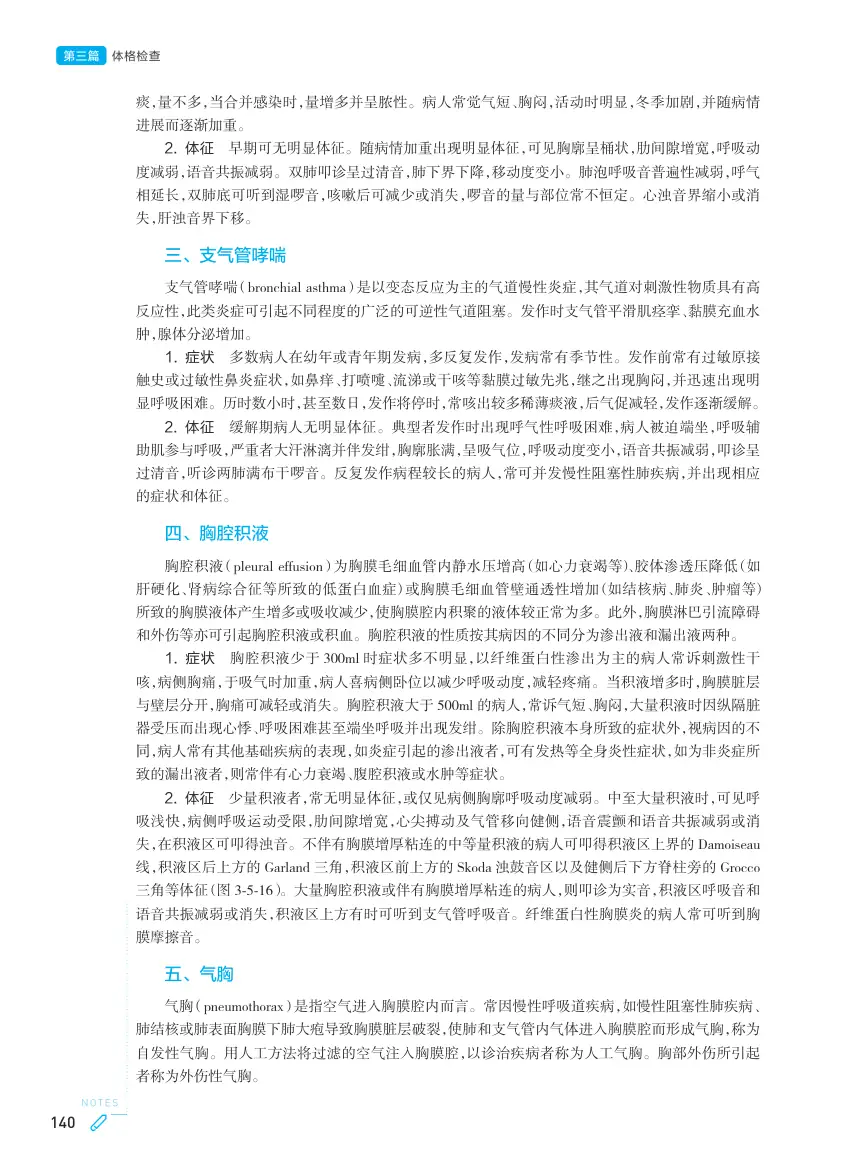 第三篇 体格检查
痰,量不多,当合并感染时,量增多并呈脓性。病人常觉气短、胸闷,活动时明显,冬季加剧,并随病情
进展而逐渐加重。
2. 体征 早期可无明显体征。随病情加重出现明显体征,可见胸廓呈桶状,肋间隙增宽,呼吸动
度减弱,语音共振减弱。双肺叩诊呈过清音,肺下界下降,移动度变小。肺泡呼吸音普遍性减弱,呼气
相延长,双肺底可听到湿啰音,咳嗽后可减少或消失,啰音的量与部位常不恒定。心浊音界缩小或消
失,肝浊音界下移。
三、支气管哮喘
支气管哮喘(bronchial asthma)是以变态反应为主的气道慢性炎症,其气道对刺激性物质具有高
反应性,此类炎症可引起不同程度的广泛的可逆性气道阻塞。发作时支气管平滑肌痉挛、黏膜充血水
肿,腺体分泌增加。
1. 症状 多数病人在幼年或青年期发病,多反复发作,发病常有季节性。发作前常有过敏原接
触史或过敏性鼻炎症状,如鼻痒、打喷嚏、流涕或干咳等黏膜过敏先兆,继之出现胸闷,并迅速出现明
显呼吸困难。历时数小时,甚至数日,发作将停时,常咳出较多稀薄痰液,后气促减轻,发作逐渐缓解。
2. 体征 缓解期病人无明显体征。典型者发作时出现呼气性呼吸困难,病人被迫端坐,呼吸辅
助肌参与呼吸,严重者大汗淋漓并伴发绀,胸廓胀满,呈吸气位,呼吸动度变小,语音共振减弱,叩诊呈
过清音,听诊两肺满布干啰音。反复发作病程较长的病人,常可并发慢性阻塞性肺疾病,并出现相应
的症状和体征。
四、胸腔积液
胸腔积液(pleural effusion)为胸膜毛细血管内静水压增高(如心力衰竭等)、胶体渗透压降低(如
肝硬化、肾病综合征等所致的低蛋白血症)或胸膜毛细血管壁通透性增加(如结核病、肺炎、肿瘤等)
所致的胸膜液体产生增多或吸收减少,使胸膜腔内积聚的液体较正常为多。此外,胸膜淋巴引流障碍
和外伤等亦可引起胸腔积液或积血。胸腔积液的性质按其病因的不同分为渗出液和漏出液两种。
1. 症状 胸腔积液少于 300ml 时症状多不明显,以纤维蛋白性渗出为主的病人常诉刺激性干
咳,病侧胸痛,于吸气时加重,病人喜病侧卧位以减少呼吸动度,减轻疼痛。当积液增多时,胸膜脏层
与壁层分开,胸痛可减轻或消失。胸腔积液大于 500ml 的病人,常诉气短、胸闷,大量积液时因纵隔脏
器受压而出现心悸、呼吸困难甚至端坐呼吸并出现发绀。除胸腔积液本身所致的症状外,视病因的不
同,病人常有其他基础疾病的表现,如炎症引起的渗出液者,可有发热等全身炎性症状,如为非炎症所
致的漏出液者,则常伴有心力衰竭、腹腔积液或水肿等症状。
2. 体征 少量积液者,常无明显体征,或仅见病侧胸廓呼吸动度减弱。中至大量积液时,可见呼
吸浅快,病侧呼吸运动受限,肋间隙增宽,心尖搏动及气管移向健侧,语音震颤和语音共振减弱或消
失,在积液区可叩得浊音。不伴有胸膜增厚粘连的中等量积液的病人可叩得积液区上界的 Damoiseau
线,积液区后上方的 Garland 三角,积液区前上方的 Skoda 浊鼓音区以及健侧后下方脊柱旁的 Grocco
三角等体征(图 3-5-16)。大量胸腔积液或伴有胸膜增厚粘连的病人,则叩诊为实音,积液区呼吸音和
语音共振减弱或消失,积液区上方有时可听到支气管呼吸音。纤维蛋白性胸膜炎的病人常可听到胸
膜摩擦音。
五、气胸
气胸(pneumothorax)是指空气进入胸膜腔内而言。常因慢性呼吸道疾病,如慢性阻塞性肺疾病、
肺结核或肺表面胸膜下肺大疱导致胸膜脏层破裂,使肺和支气管内气体进入胸膜腔而形成气胸,称为
自发性气胸。用人工方法将过滤的空气注入胸膜腔,以诊治疾病者称为人工气胸。胸部外伤所引起
者称为外伤性气胸。
NOTES
140